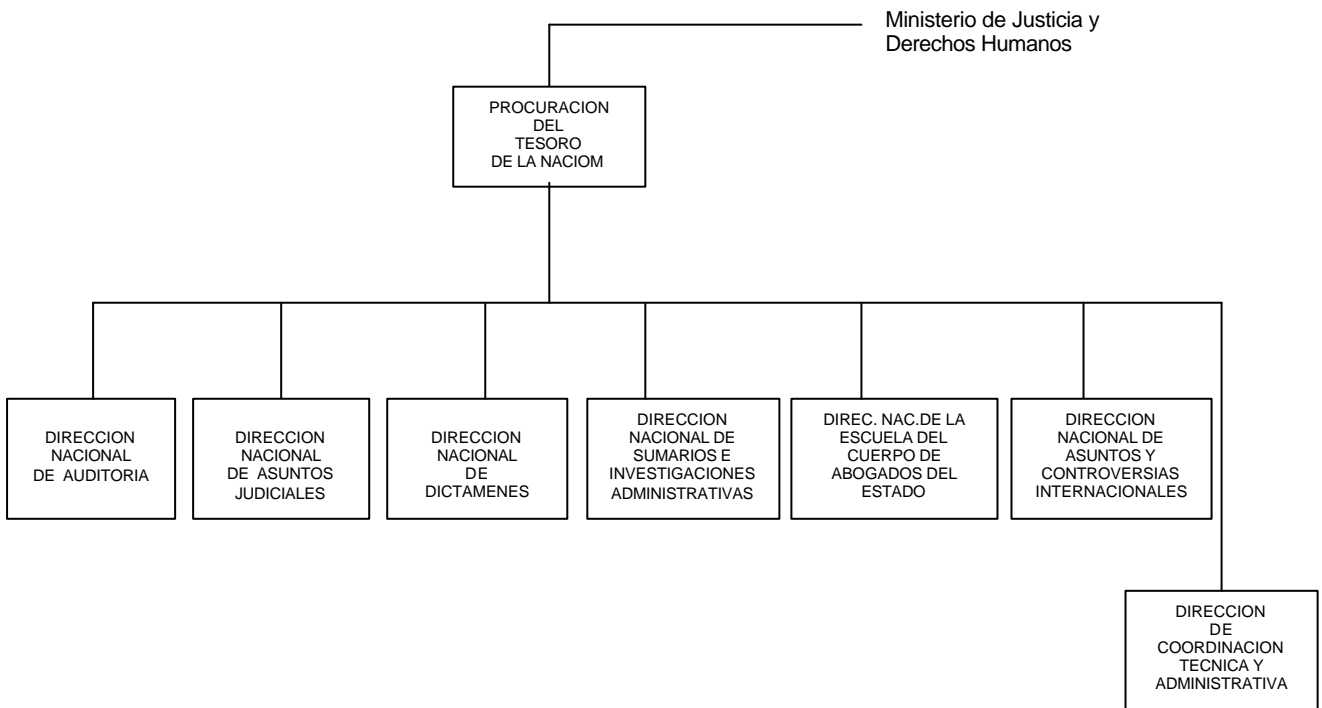 Ministerio de Justicia y
Derechos Humanos
PROCURACION
DEL
TESORO
DE LA NACIOM
DIRECCION
NACIONAL
DE AUDITORIA
DIRECCION
NACIONAL
DE ASUNTOS
JUDICIALES
DIRECCION
NACIONAL
DE
DICTAMENES
DIRECCION
NACIONAL DE
SUMARIOS E
INVESTIGACIONES
ADMINISTRATIVAS
DIREC. NAC.DE LA
ESCUELA DEL
CUERPO DE
ABOGADOS DEL
ESTADO
DIRECCION
NACIONAL DE
ASUNTOS Y
CONTROVERSIAS
INTERNACIONALES
DIRECCION
DE
COORDINACION
TECNICA Y
ADMINISTRATIVA